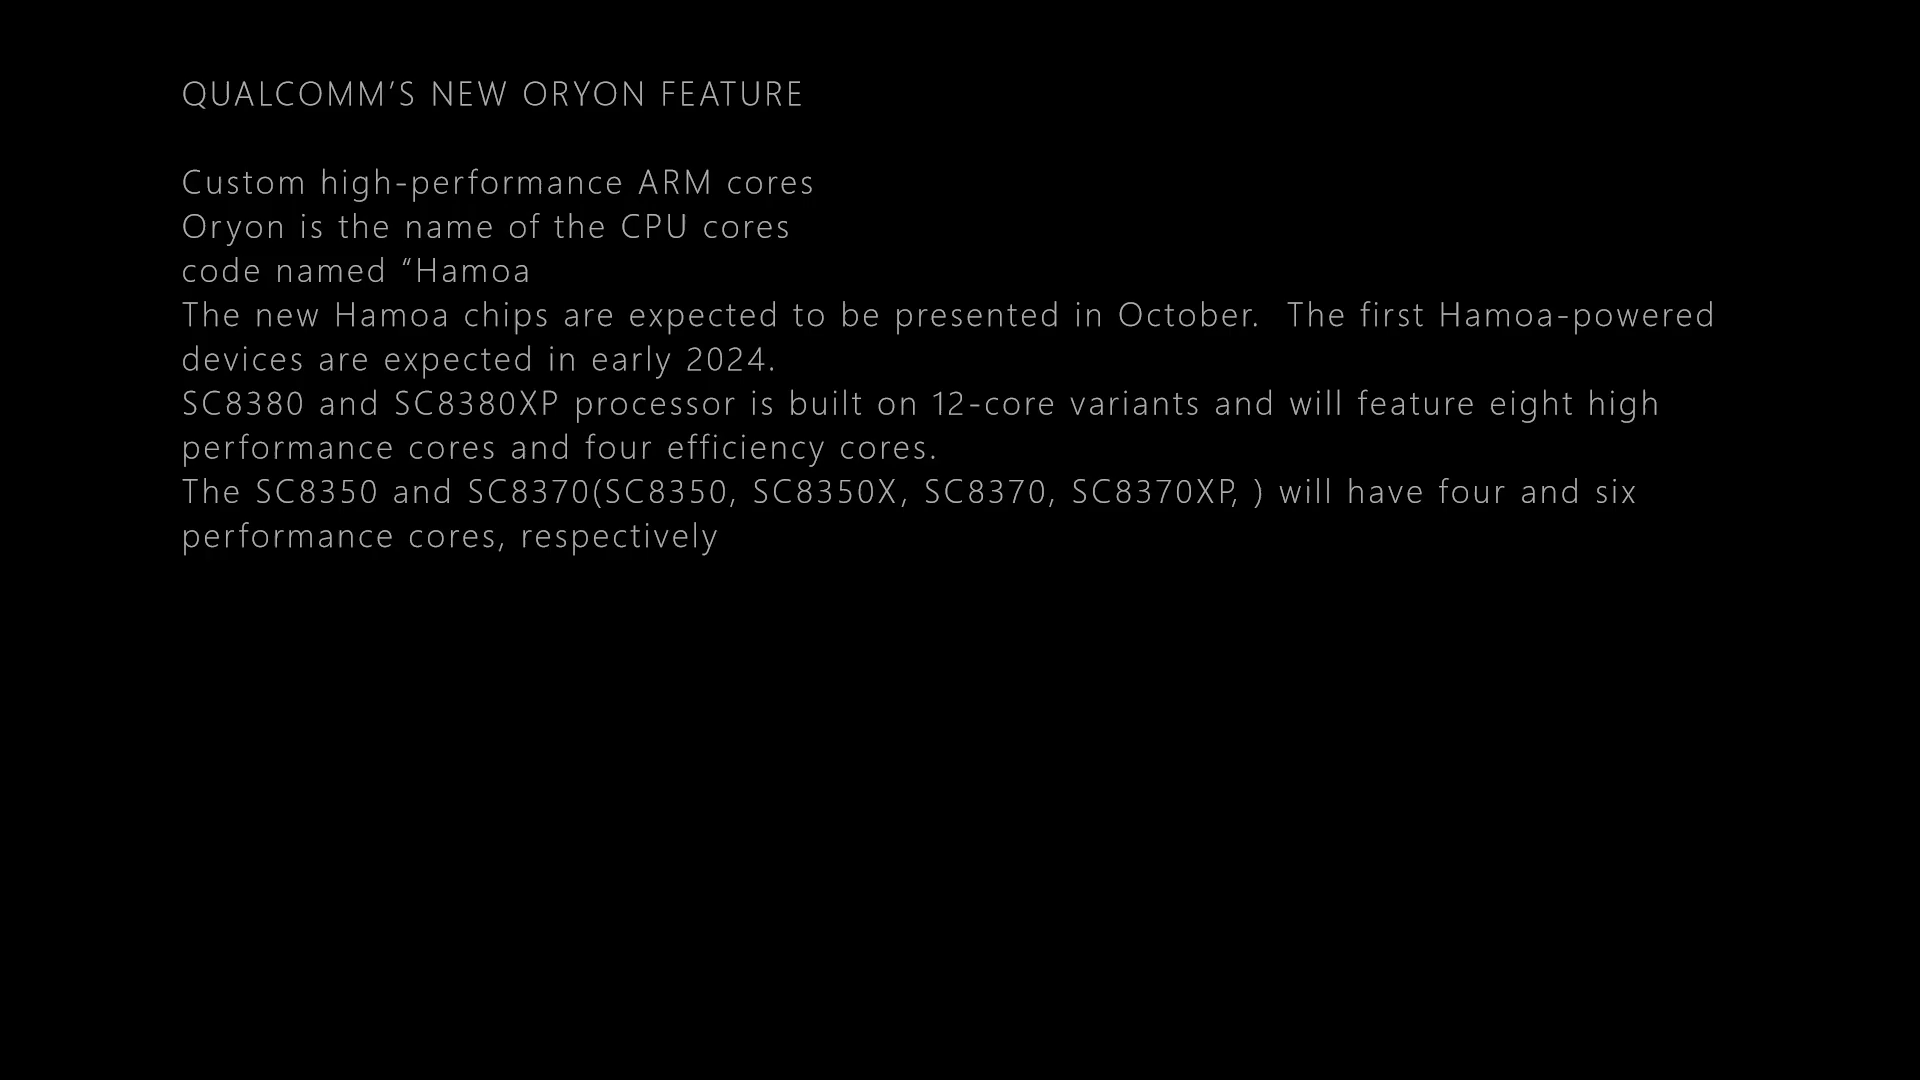 QUALCOMM’S NEW ORYON FEATURE
Custom high-performance ARM cores
Oryon is the name of the CPU cores
code named “Hamoa
The new Hamoa chips are expected to be presented in October.  The first Hamoa-powered
devices are expected in early 2024.
SC8380 and SC8380XP processor is built on 12-core variants and will feature eight high
performance cores and four efficiency cores.
The SC8350 and SC8370(SC8350, SC8350X, SC8370, SC8370XP, ) will have four and six
performance cores, respectively